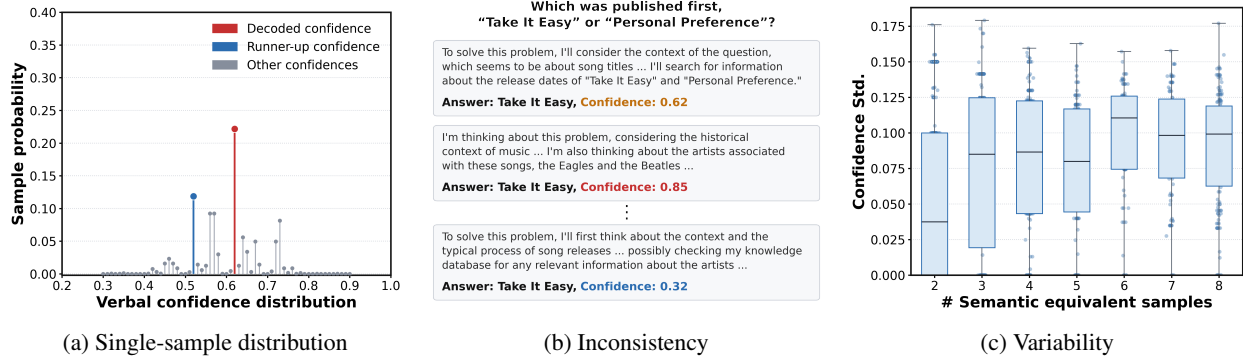 0.40
0.35
0.30
0.25
0.20
0.15
0.10
0.05
0.00
Sample probability
Decoded confidence
Runner-up confidence
Other confidences
0.2 0.3 0.4 0.5 0.6 0.7 0.8 0.9 1.0
Verbal confidence distribution
(a) Single-sample distribution
Which was published first,
“Take It Easy” or “Personal Preference”?
To solve this problem, I'll consider the context of the question,
which seems to be about song titles ... I'll search for information
about the release dates of "Take It Easy" and "Personal Preference."
Answer: Take It Easy, Confidence: 0.62
I'm thinking about this problem, considering the historical
context of music ... I'm also thinking about the artists associated
with these songs, the Eagles and the Beatles ...
Answer: Take It Easy, Confidence: 0.85
⋮
To solve this problem, I'll first think about the context and the
typical process of song releases ... possibly checking my knowledge
database for any relevant information about the artists ...
Answer: Take It Easy, Confidence: 0.32
(b) Inconsistency
0.175
0.150
0.125
0.100
0.075
0.050
0.025
0.000
Confidence Std.
2 3 4 5 6 7 8
# Semantic equivalent samples
(c) Variability